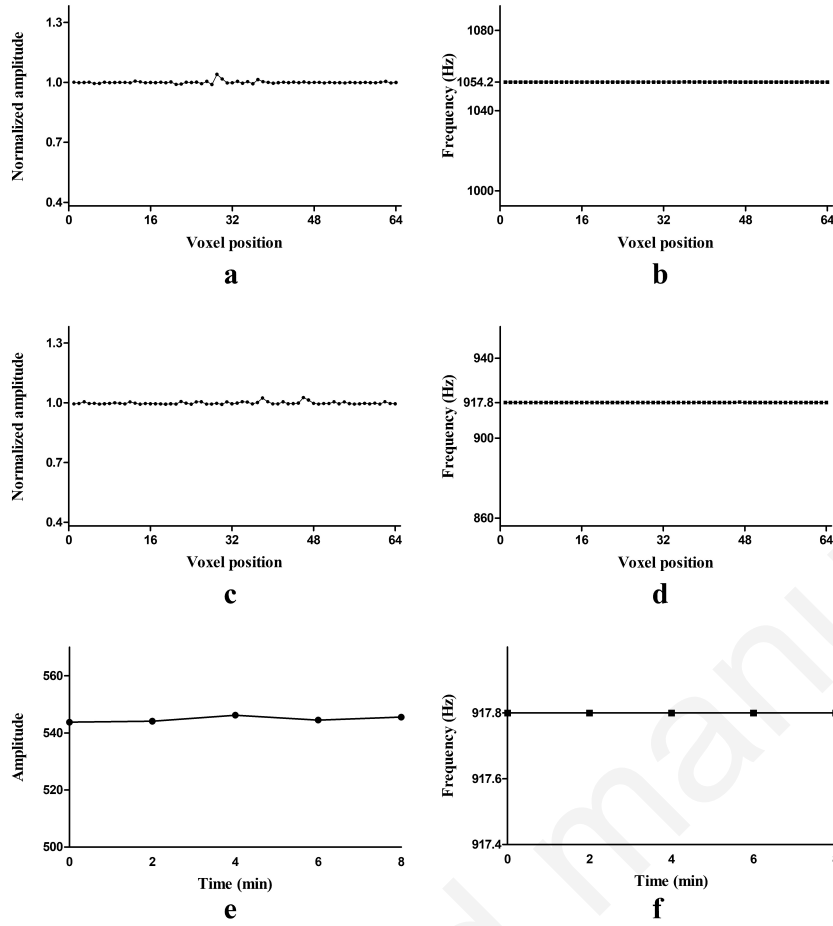 Normalized amplitude
1.3
1.0
0.7
0.4
0 16 32 48 64
Voxel position
a
Frequency (Hz)
1080
1054.2
1040
1000
0 16 32 48 64
Voxel position
b
Normalized amplitude
1.3
1.0
0.7
0.4
0 16 32 48 64
Voxel position
c
Frequency (Hz)
940
917.8
900
860
0 16 32 48 64
Voxel position
d
Amplitude
560
540
520
500
0 2 4 6 8
Time (min)
e
Frequency (Hz)
917.8
917.6
917.4
0 2 4 6
Time (min)
f